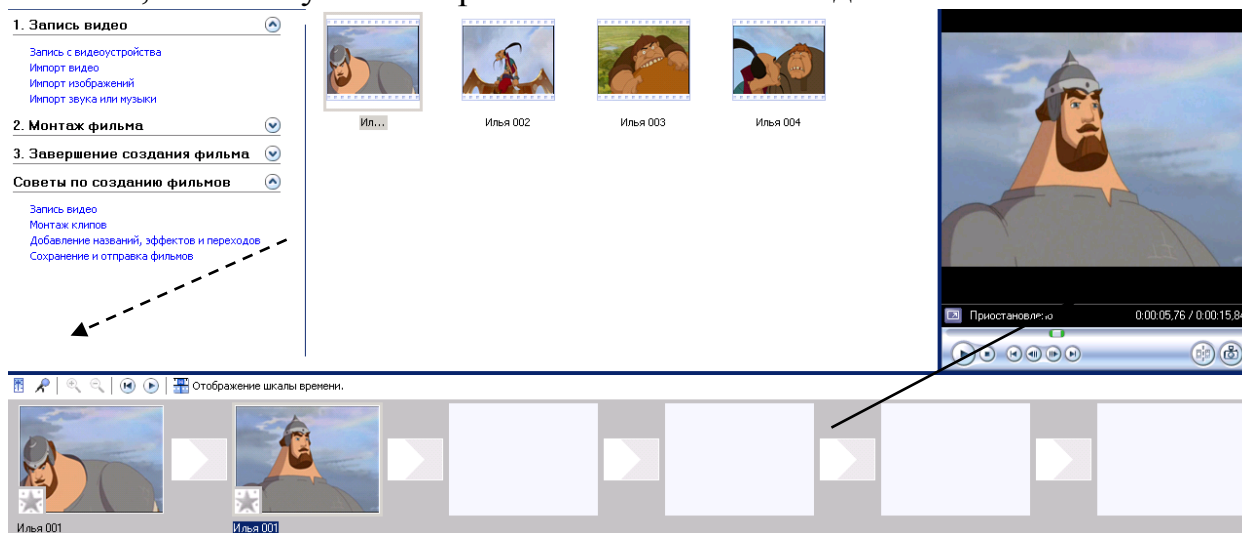 1. Запись видео
Запись с видеоустройства
Импорт видео
Импорт изображений
Импорт звука или музыки
2. Монтаж фильма
3. Завершение создания фильма
Советы по созданию фильмов
Запись видео
Монтаж клипов
Добавление названий, эффектов и переходов
Сохранение и отправка фильмов
Ил...
Илья 002
Илья 003
Илья 004
0:00:05,76 / 0:00:15,84
Отображение шкалы времени.
Илья 001
Илья 001